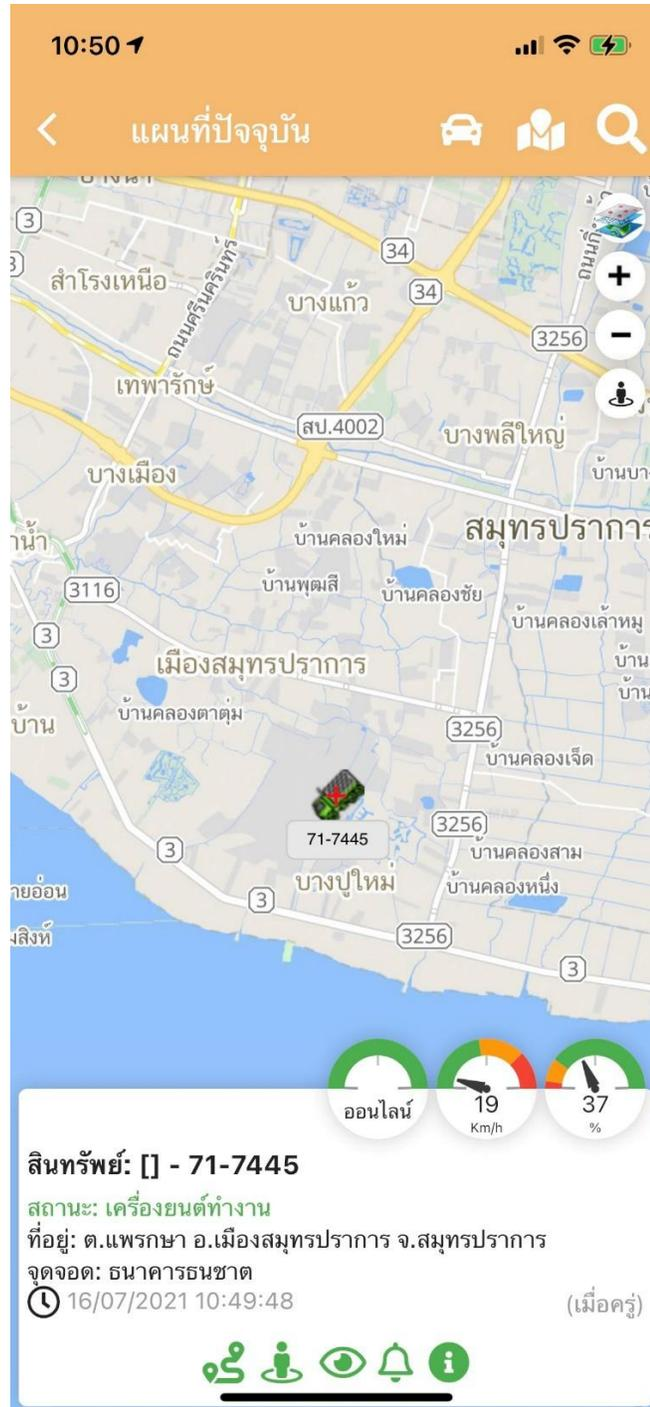 10:50
แผนที่ปัจจุบัน
3
34
สำโรงเหนือ
ถนนศรีนครินทร์
บางแก้ว
34
3256
เทพารักษ์
สป.4002
บางพลีใหญ่
บางเมือง
บ้านบา
บ้านคลองใหม่
สมุทรปราการ
3116
บ้านพุฒสี
บ้านคลองชัย
บ้านคลองเล้าหมู
3
เมืองสมุทรปราการ
บ้าน
3
บ้าน
บ้านคลองตาตุ่ม
บ้าน
3256
บ้านคลองเจ็ด
71-7445
3256
3
บ้านคลองสาม
บางปูใหม่
บ้านคลองหนึ่ง
3
3256
3
ออนไลน์
19
Km/h
37
%
สินทรัพย์: [] - 71-7445
สถานะ: เครื่องยนต์ทำงาน
ที่อยู่: ต.แพรกษา อ.เมืองสมุทรปราการ จ.สมุทรปราการ
จุดจอด: ธนาคารธนชาต
16/07/2021 10:49:48 (เมื่อครู่)